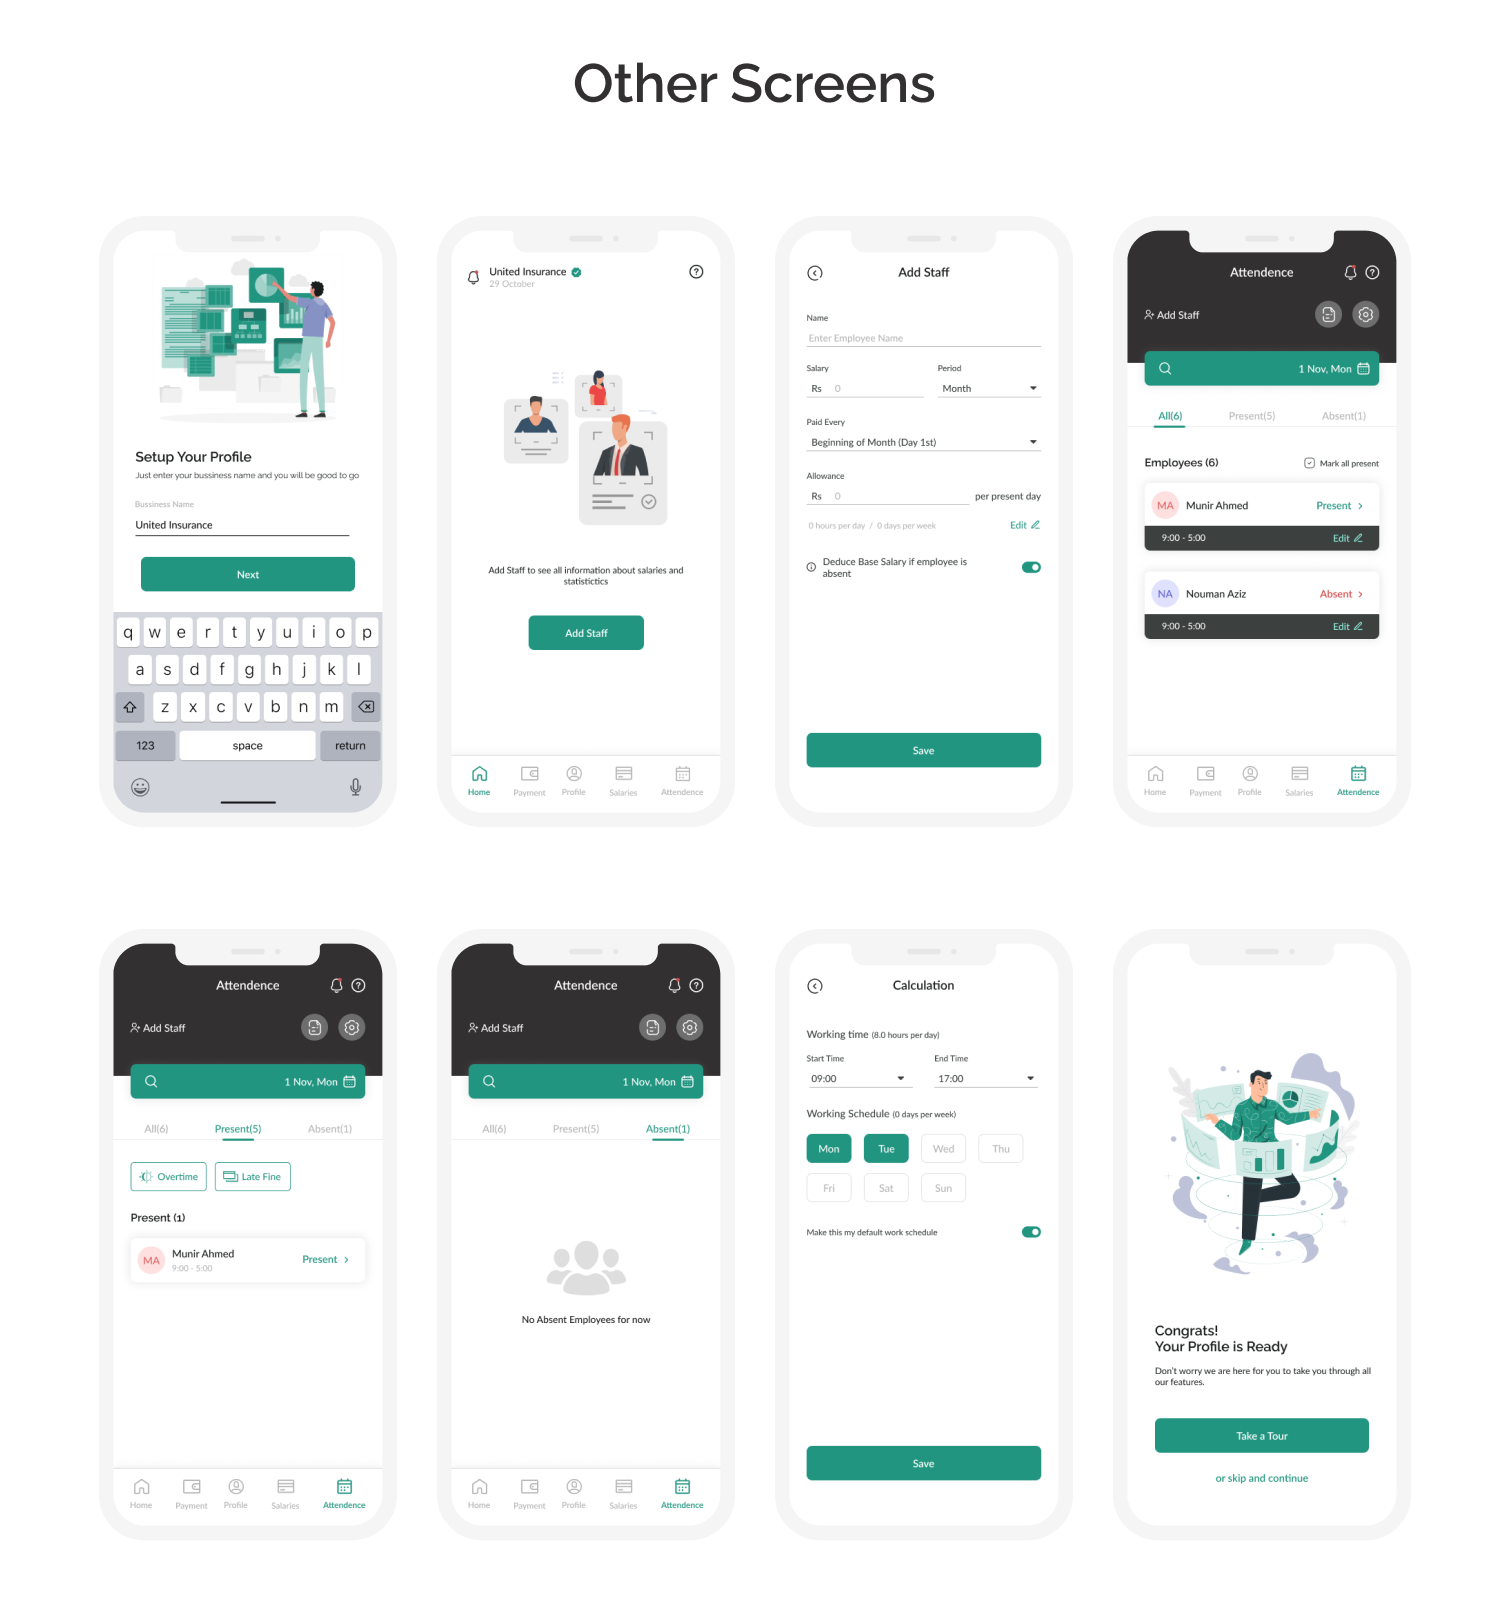 Other Screens
Setup Your Profile
Just enter your bussiness name and you will be good to go
Bussiness Name
United Insurance
Next
q w e r t y u i o p
a s d f g h j k l
z x c v b n m
123 space return
United Insurance
29 October
Add Staff to see all information about salaries and
statistictics
Add Staff
Home Payment Profile Salaries Attendence
Add Staff
Name
Enter Employee Name
Salary Period
Rs 0 Month
Paid Every
Beginning of Month (Day 1st)
Allowance
Rs 0 per present day
0 hours per day / 0 days per week Edit
Deduce Base Salary if employee is
absent
Save
Attendence
Add Staff
1 Nov, Mon
All(6) Present(5) Absent(1)
Employees (6) Mark all present
MA Munir Ahmed Present >
9:00 - 5:00 Edit
NA Nouman Aziz Absent >
9:00 - 5:00 Edit
Home Payment Profile Salaries Attendence
Attendence
Add Staff
1 Nov, Mon
All(6) Present(5) Absent(1)
Overtime Late Fine
Present (1)
MA Munir Ahmed Present >
9:00 - 5:00
Home Payment Profile Salaries Attendence
Attendence
Add Staff
1 Nov, Mon
All(6) Present(5) Absent(1)
No Absent Employees for now
Home Payment Profile Salaries Attendence
Calculation
Working time (8.0 hours per day)
Start Time End Time
09:00 17:00
Working Schedule (0 days per week)
Mon Tue Wed Thu
Fri Sat Sun
Make this my default work schedule
Save
Congrats!
Your Profile is Ready
Don't worry we are here for you to take you through all
our features.
Take a Tour
or skip and continue